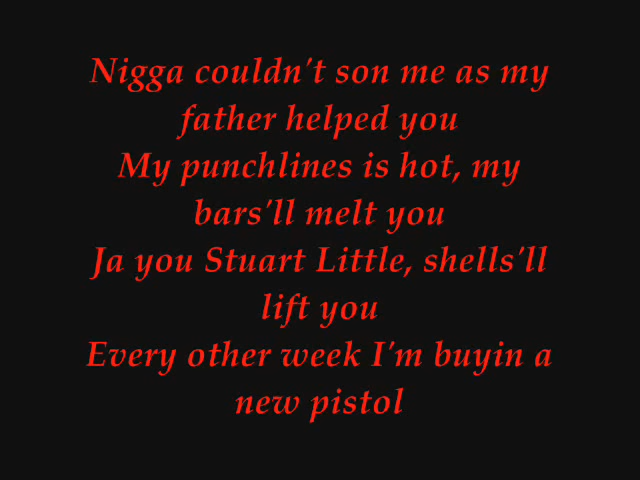 Nigga couldn't son me as my
father helped you
My punchlines is hot, my
bars'll melt you
Ja you Stuart Little, shells'll
lift you
Every other week I'm buyin a
new pistol